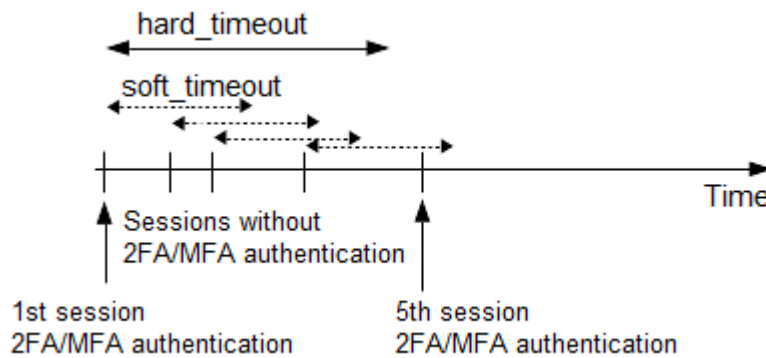 hard_timeout
soft_timeout
Time
Sessions without
2FA/MFA authentication
1st session
2FA/MFA authentication
5th session
2FA/MFA authentication